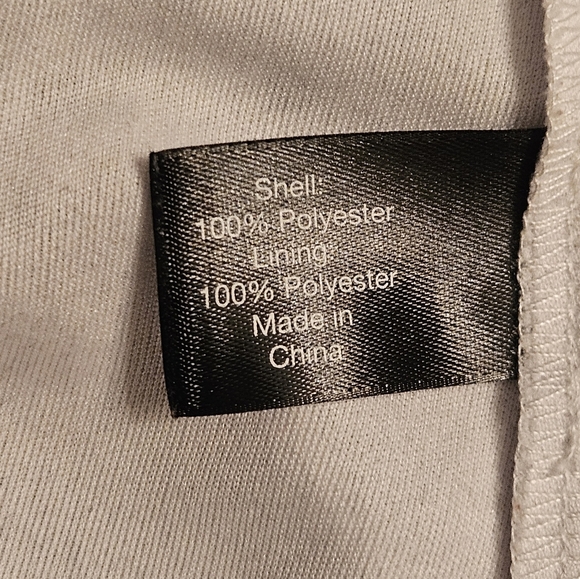 Shell:
100% Polyester
Lining:
100% Polyester
Made in
China